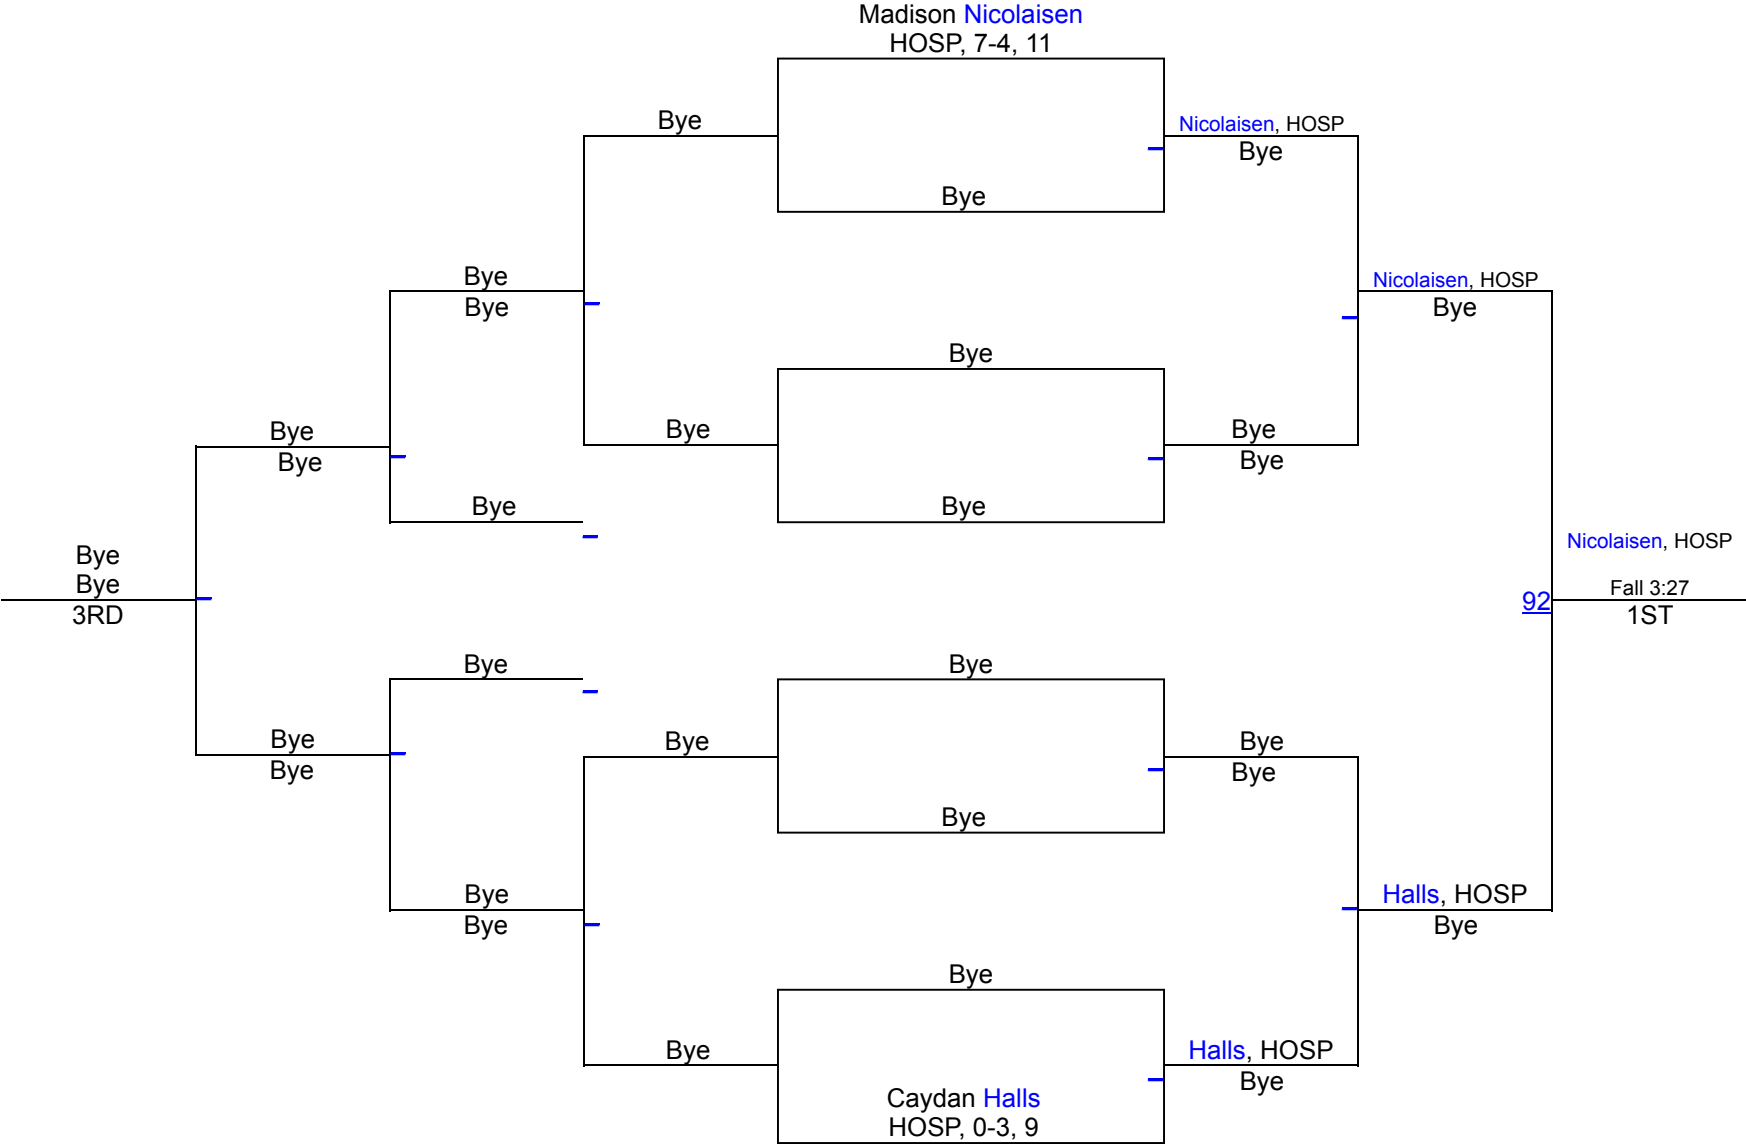 Madison Nicolaisen
HOSP, 7-4, 11
Bye
Nicolaisen, HOSP
Bye
Bye
Bye
Bye
Nicolaisen, HOSP
Bye
Bye
Bye
Bye
Bye
Bye
Bye
Bye
Bye
Nicolaisen, HOSP
Bye
Bye
3RD
92
Fall 3:27
1ST
Bye
Bye
Bye
Bye
Bye
Bye
Bye
Bye
Bye
Bye
Halls, HOSP
Bye
Bye
Bye
Halls, HOSP
Bye
Caydan Halls
HOSP, 0-3, 9